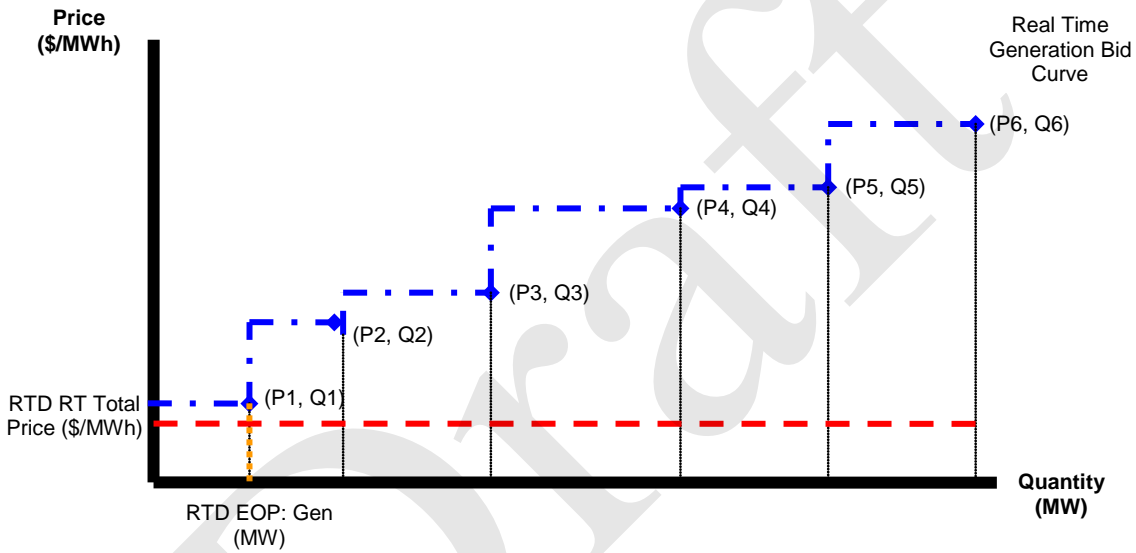 Price
($/MWh)
Real Time
Generation Bid
Curve
(P6, Q6)
(P5, Q5)
(P4, Q4)
(P3, Q3)
(P2, Q2)
(P1, Q1)
RTD RT Total
Price ($/MWh)
Quantity
(MW)
RTD EOP: Gen
(MW)
Draft